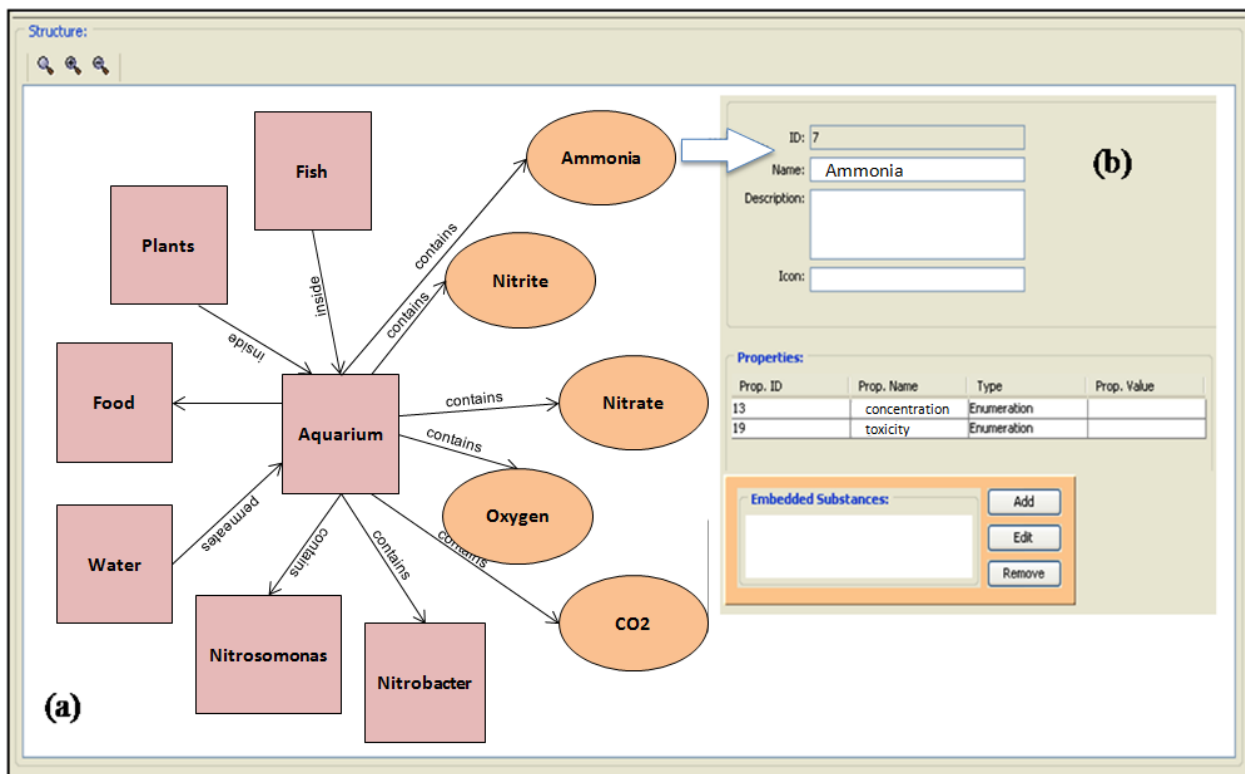 Structure:
Fish
Plants
Food
Water
Aquarium
Ammonia
Nitrite
Nitrate
Oxygen
CO2
Nitrosomonas
Nitrobacter
inside
inside
permeates
contains
contains
contains
contains
contains
contains
contains
(a)
(b)
ID: 7
Name: Ammonia
Description:
Icon:
Properties:
Prop. ID Prop. Name Type Prop. Value
13 concentration Enumeration
19 toxicity Enumeration
Embedded Substances:
Add
Edit
Remove